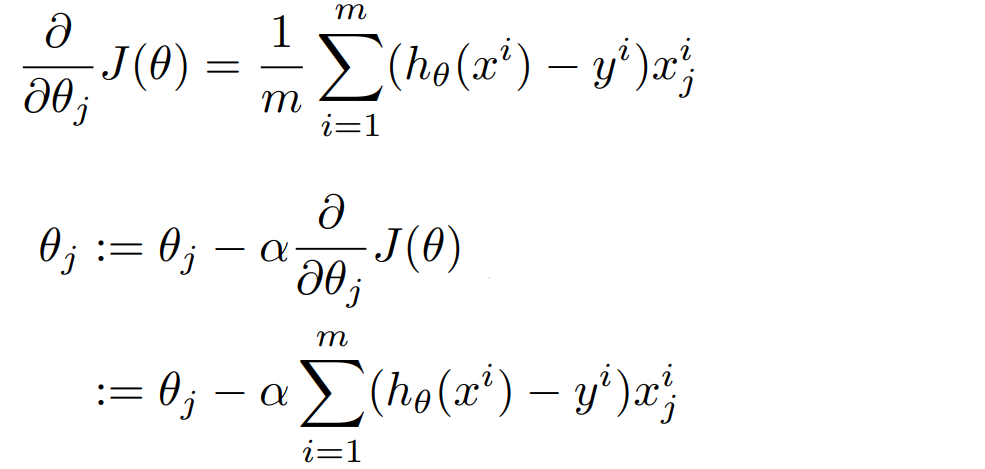 ∂/∂θ_j J(θ) = 1/m ∑_{i=1}^{m} (h_θ(x^i) − y^i)x_j^i
θ_j := θ_j − α ∂/∂θ_j J(θ)
:= θ_j − α ∑_{i=1}^{m} (h_θ(x^i) − y^i)x_j^i